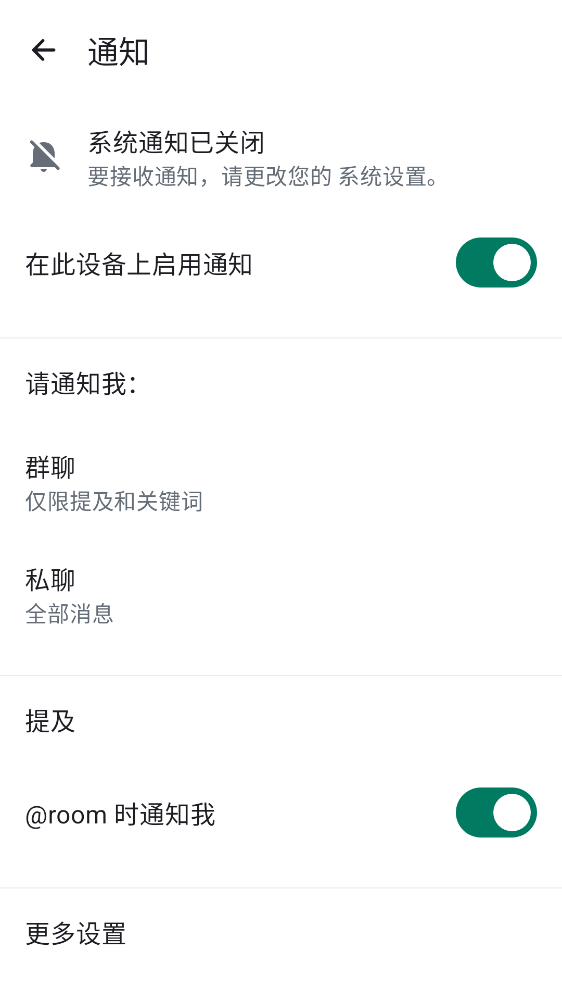 通知
系统通知已关闭
要接收通知，请更改您的 系统设置。
在此设备上启用通知
请通知我：
群聊
仅限提及和关键词
私聊
全部消息
提及
@room 时通知我
更多设置